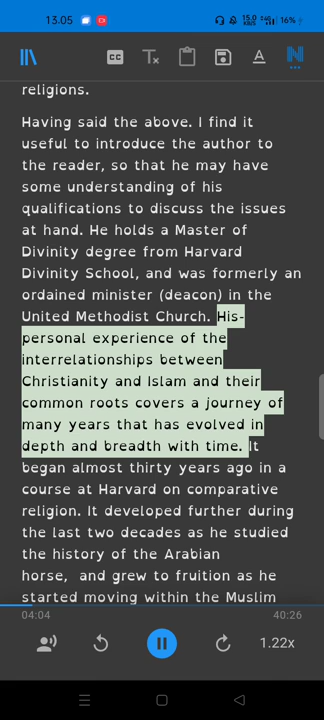 13.05
15.0
KB/S
16%
CC
religions.
Having said the above. I find it
useful to introduce the author to
the reader, so that he may have
some understanding of his
qualifications to discuss the issues
at hand. He holds a Master of
Divinity degree from Harvard
Divinity School, and was formerly an
ordained minister (deacon) in the
United Methodist Church. His-
personal experience of the
interrelationships between
Christianity and Islam and their
common roots covers a journey of
many years that has evolved in
depth and breadth with time. It
began almost thirty years ago in a
course at Harvard on comparative
religion. It developed further during
the last two decades as he studied
the history of the Arabian
horse,  and grew to fruition as he
started moving within the Muslim
04:04
40:26
1.22x